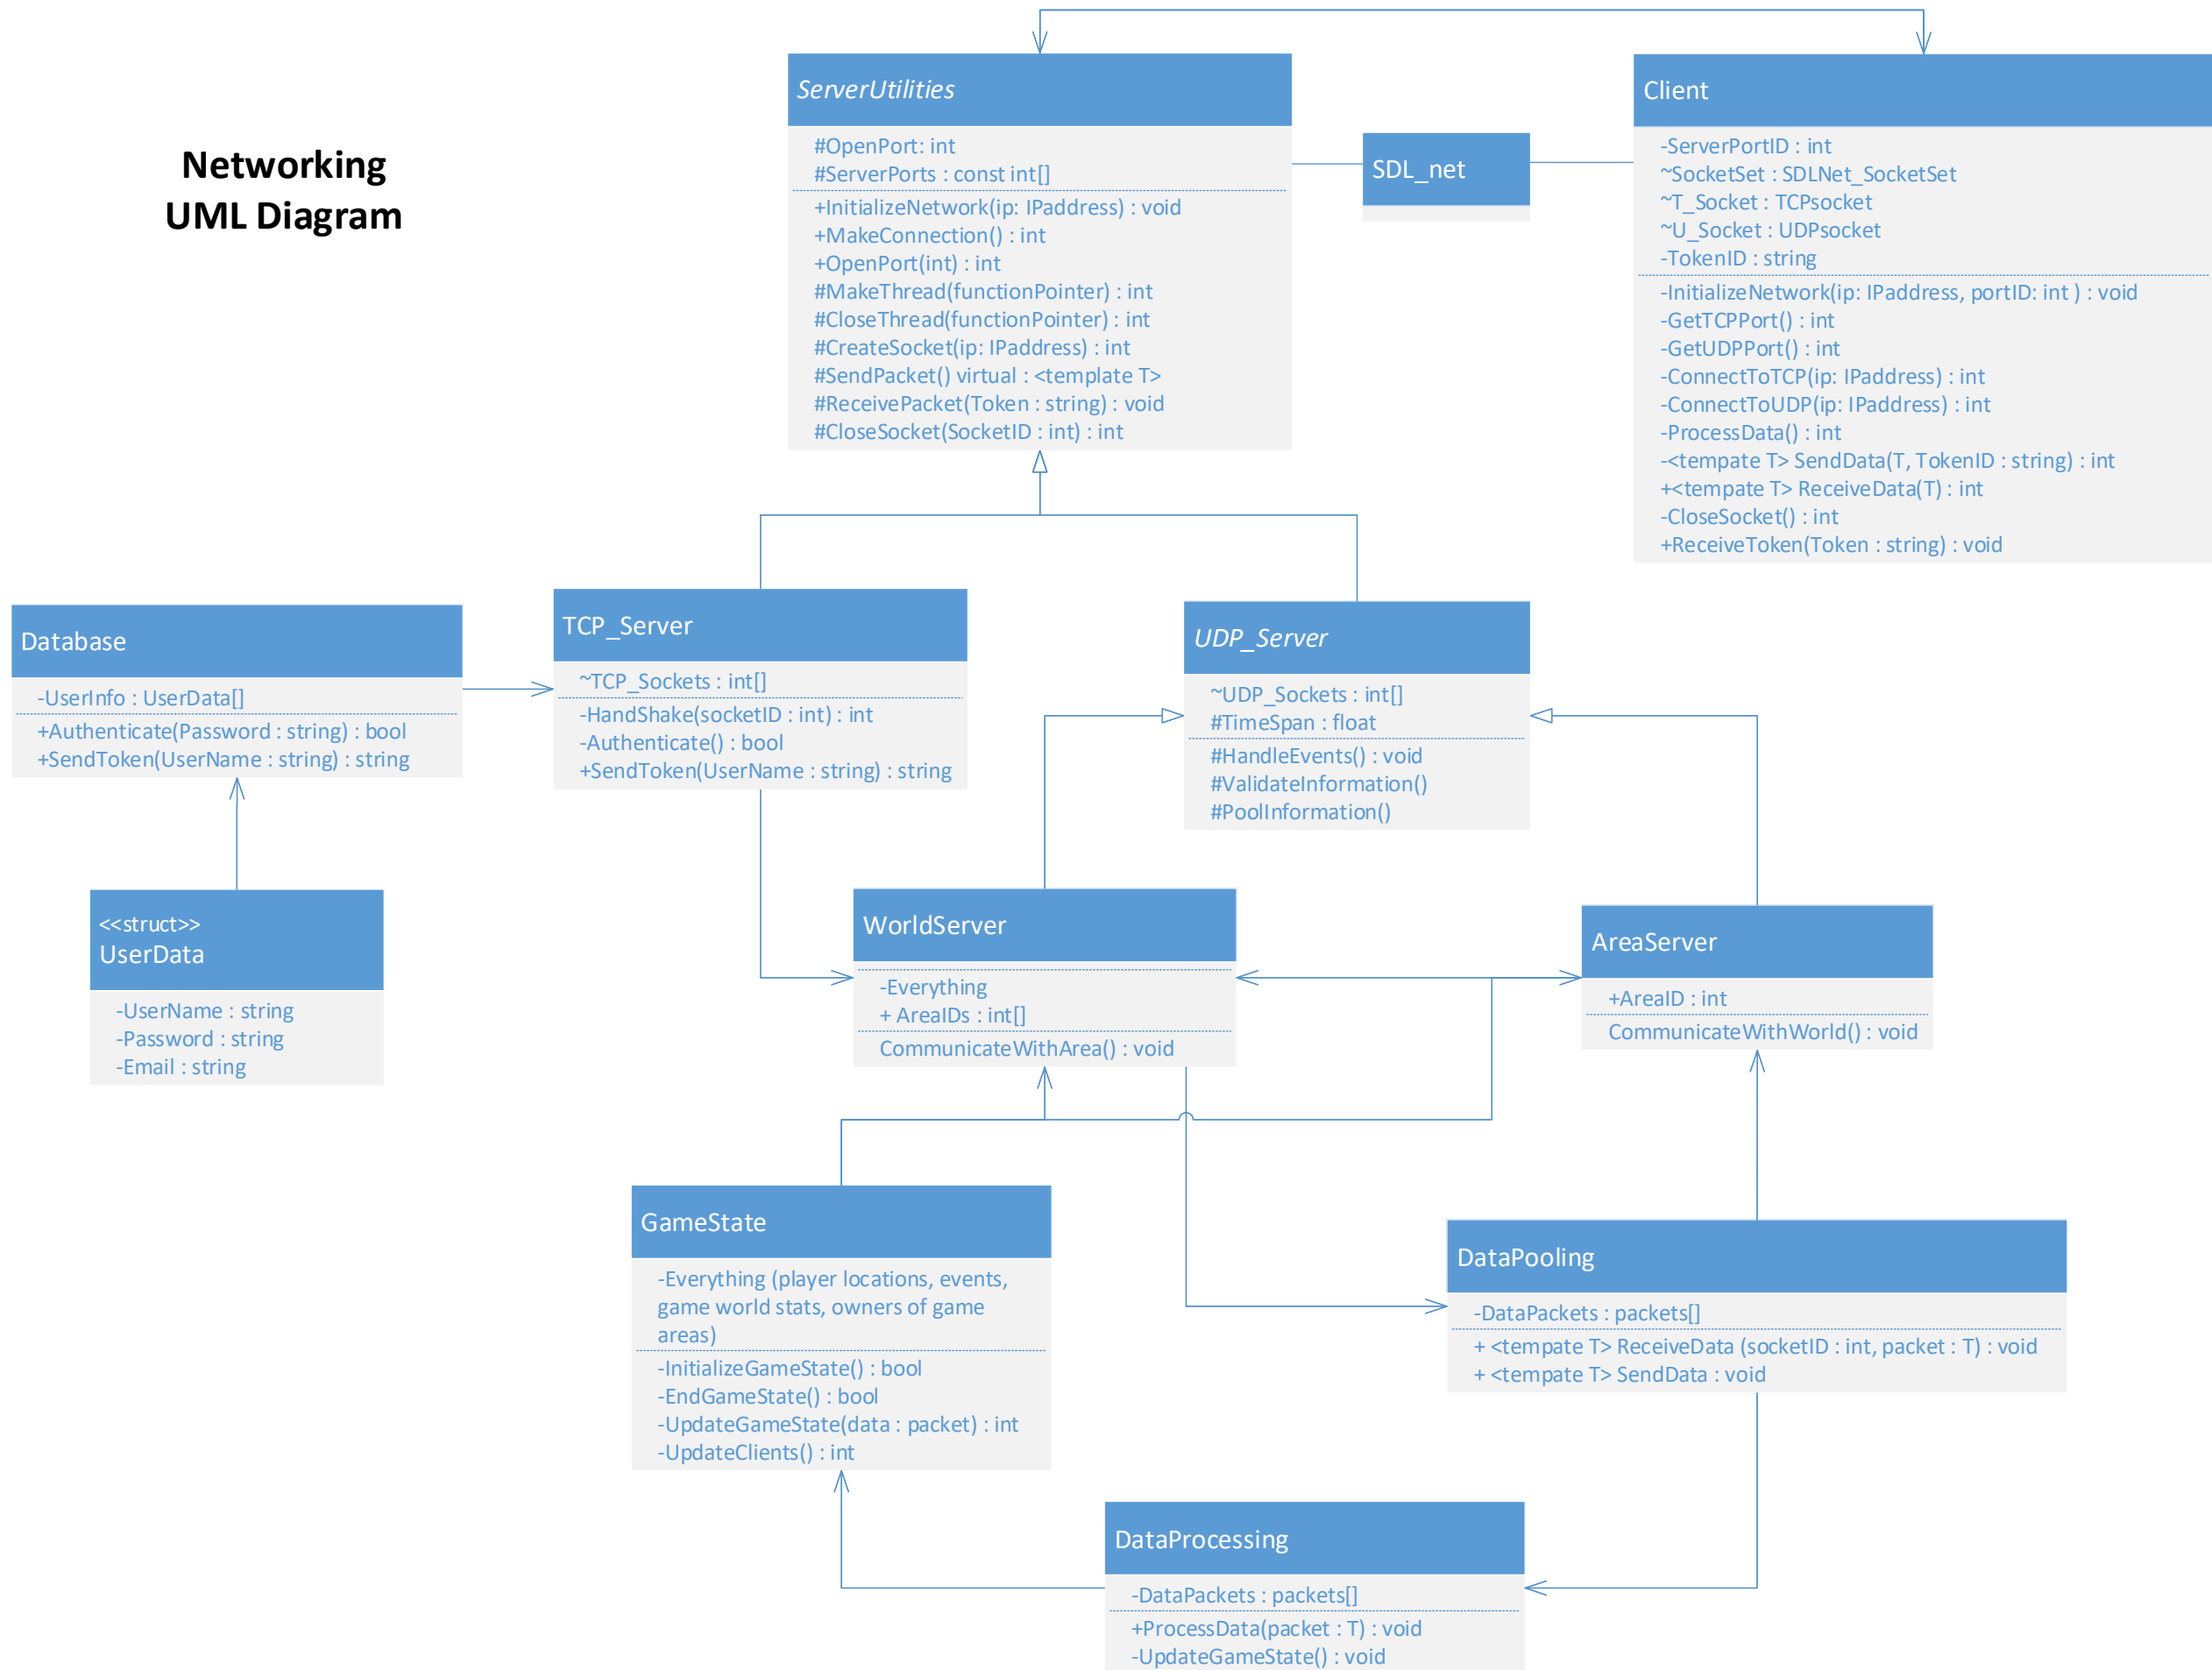 Networking
UML Diagram
ServerUtilities
#OpenPort: int
#ServerPorts : const int[]
+InitializeNetwork(ip: IPaddress) : void
+MakeConnection() : int
+OpenPort(int) : int
#MakeThread(functionPointer) : int
#CloseThread(functionPointer) : int
#CreateSocket(ip: IPaddress) : int
#SendPacket() virtual : <template T>
#ReceivePacket(Token : string) : void
#CloseSocket(SocketID : int) : int
SDL_net
Client
-ServerPortID : int
~SocketSet : SDLNet_SocketSet
~T_Socket : TCPsocket
~U_Socket : UDPsocket
-TokenID : string
-InitializeNetwork(ip: IPaddress, portID: int ) : void
-GetTCPPort() : int
-GetUDPPort() : int
-ConnectToTCP(ip: IPaddress) : int
-ConnectToUDP(ip: IPaddress) : int
-ProcessData() : int
-<tempate T> SendData(T, TokenID : string) : int
+<tempate T> ReceiveData(T) : int
-CloseSocket() : int
+ReceiveToken(Token : string) : void
Database
-UserInfo : UserData[]
+Authenticate(Password : string) : bool
+SendToken(UserName : string) : string
TCP_Server
~TCP_Sockets : int[]
-HandShake(socketID : int) : int
-Authenticate() : bool
+SendToken(UserName : string) : string
UDP_Server
~UDP_Sockets : int[]
#TimeSpan : float
#HandleEvents() : void
#ValidateInformation()
#PoolInformation()
<<struct>>
UserData
-UserName : string
-Password : string
-Email : string
WorldServer
-Everything
+ AreaIDs : int[]
CommunicateWithArea() : void
AreaServer
+AreaID : int
CommunicateWithWorld() : void
GameState
-Everything (player locations, events,
game world stats, owners of game
areas)
-InitializeGameState() : bool
-EndGameState() : bool
-UpdateGameState(data : packet) : int
-UpdateClients() : int
DataPooling
-DataPackets : packets[]
+ <tempate T> ReceiveData (socketID : int, packet : T) : void
+ <tempate T> SendData : void
DataProcessing
-DataPackets : packets[]
+ProcessData(packet : T) : void
-UpdateGameState() : void